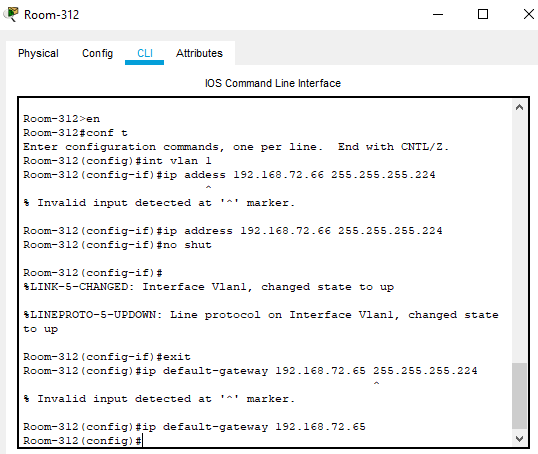 Room-312
Physical Config CLI Attributes
IOS Command Line Interface
Room-312>en
Room-312#conf t
Enter configuration commands, one per line.  End with CNTL/Z.
Room-312(config)#int vlan 1
Room-312(config-if)#ip addess 192.168.72.66 255.255.255.224
^
% Invalid input detected at '^' marker.
Room-312(config-if)#ip address 192.168.72.66 255.255.255.224
Room-312(config-if)#no shut
Room-312(config-if)#
%LINK-5-CHANGED: Interface Vlan1, changed state to up
%LINEPROTO-5-UPDOWN: Line protocol on Interface Vlan1, changed state
to up
Room-312(config-if)#exit
Room-312(config)#ip default-gateway 192.168.72.65 255.255.255.224
^
% Invalid input detected at '^' marker.
Room-312(config)#ip default-gateway 192.168.72.65
Room-312(config)#